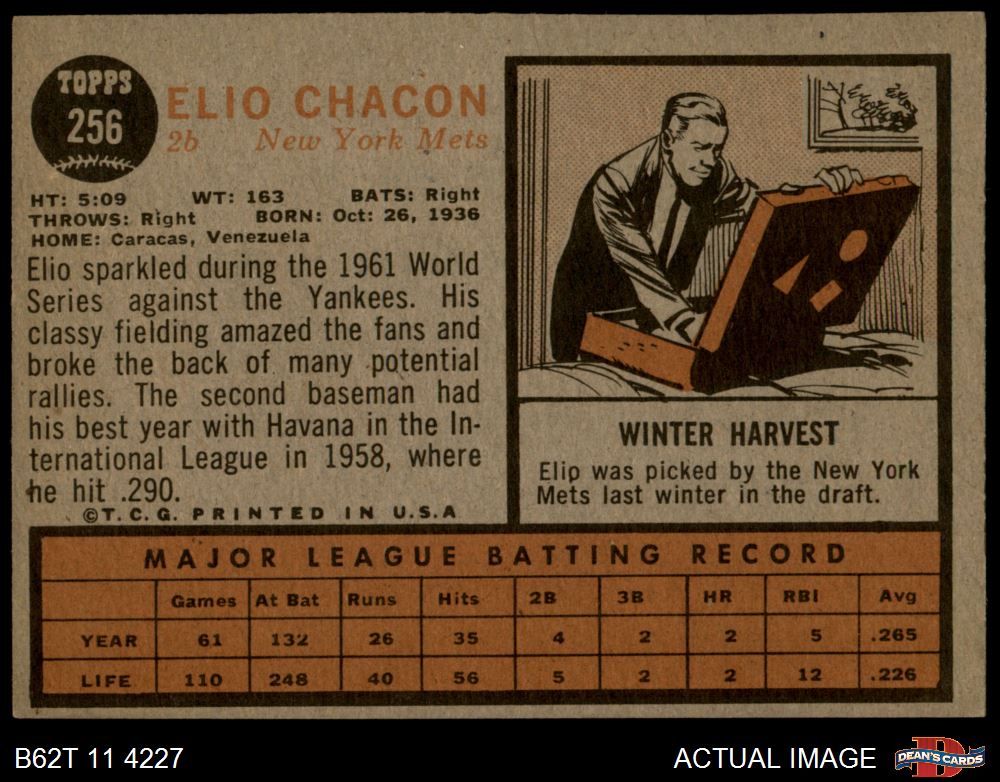 TOPPS
256
ELIO CHACON
2b New York Mets
HT: 5:09 WT: 163 BATS: Right
THROWS: Right BORN: Oct: 26, 1936
HOME: Caracas, Venezuela
Elio sparkled during the 1961 World
Series against the Yankees. His
classy fielding amazed the fans and
broke the back of many potential
rallies. The second baseman had
his best year with Havana in the In-
ternational League in 1958, where
he hit .290.
©T.C.G. PRINTED IN U.S.A
WINTER HARVEST
Elio was picked by the New York
Mets last winter in the draft.
MAJOR LEAGUE BATTING RECORD
Games At Bat Runs Hits 2B 3B HR RBI Avg
YEAR 61 132 26 35 4 2 2 5 .265
LIFE 110 248 40 56 5 2 2 12 .226
B62T 11 4227 ACTUAL IMAGE DEAN'S CARDS